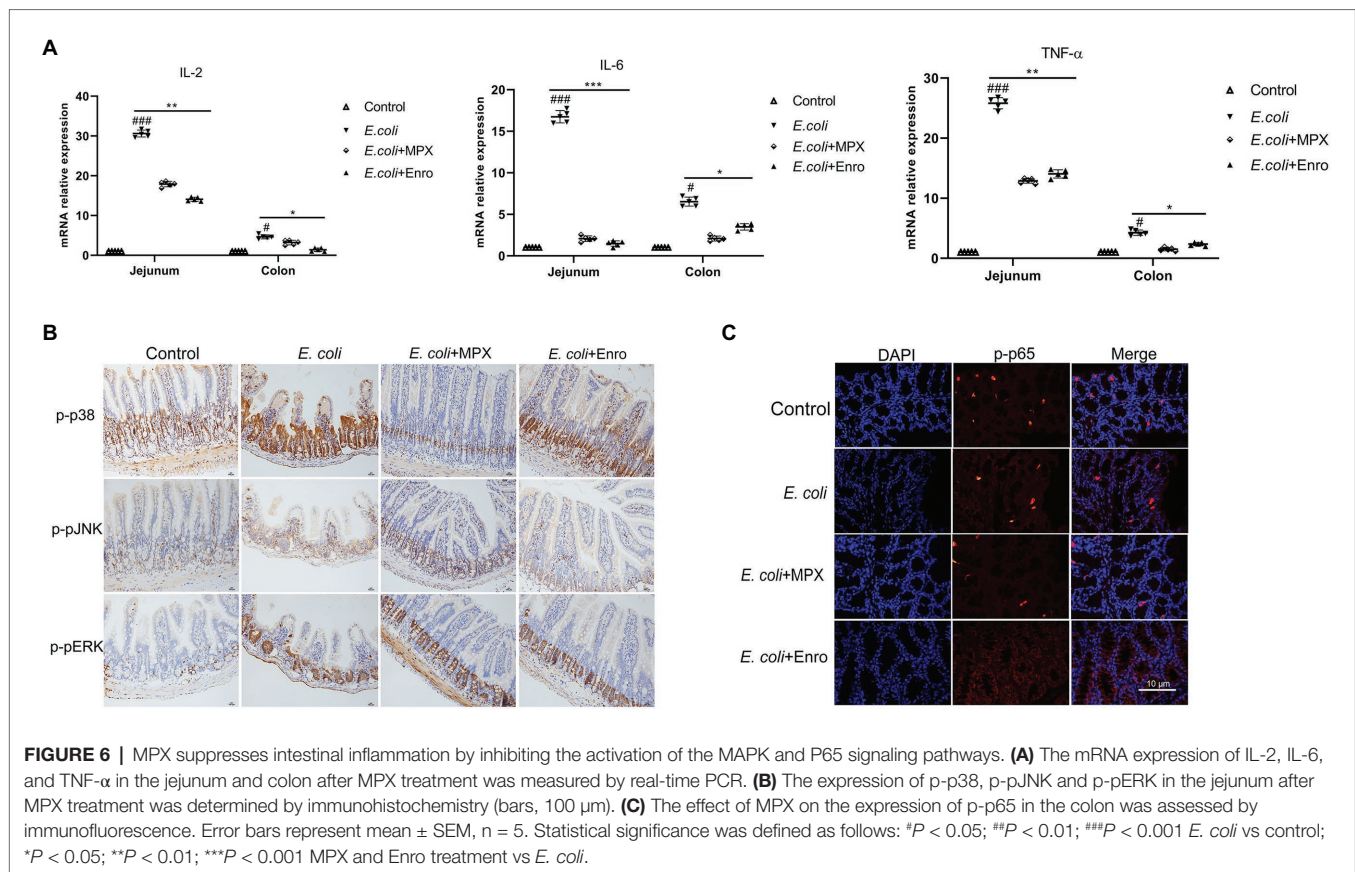 A
IL-2
mRNA relative expression
40
30
20
10
0
###
**
#
*
Jejunum
Colon
Control
E.coli
E.coli+MPX
E.coli+Enro
IL-6
mRNA relative expression
20
15
10
5
0
###
***
#
*
Jejunum
Colon
Control
E.coli
E.coli+MPX
E.coli+Enro
TNF-α
mRNA relative expression
30
20
10
0
###
**
#
*
Jejunum
Colon
Control
E.coli
E.coli+MPX
E.coli+Enro
B
Control
E. coli
E. coli+MPX
E. coli+Enro
p-p38
p-pJNK
p-pERK
C
DAPI
p-p65
Merge
Control
E. coli
E. coli+MPX
E. coli+Enro
10 μm
FIGURE 6 | MPX suppresses intestinal inflammation by inhibiting the activation of the MAPK and P65 signaling pathways. (A) The mRNA expression of IL-2, IL-6,
and TNF-α in the jejunum and colon after MPX treatment was measured by real-time PCR. (B) The expression of p-p38, p-pJNK and p-pERK in the jejunum after
MPX treatment was determined by immunohistochemistry (bars, 100 μm). (C) The effect of MPX on the expression of p-p65 in the colon was assessed by
immunofluorescence. Error bars represent mean ± SEM, n = 5. Statistical significance was defined as follows: #P < 0.05; ##P < 0.01; ###P < 0.001 E. coli vs control;
*P < 0.05; **P < 0.01; ***P < 0.001 MPX and Enro treatment vs E. coli.